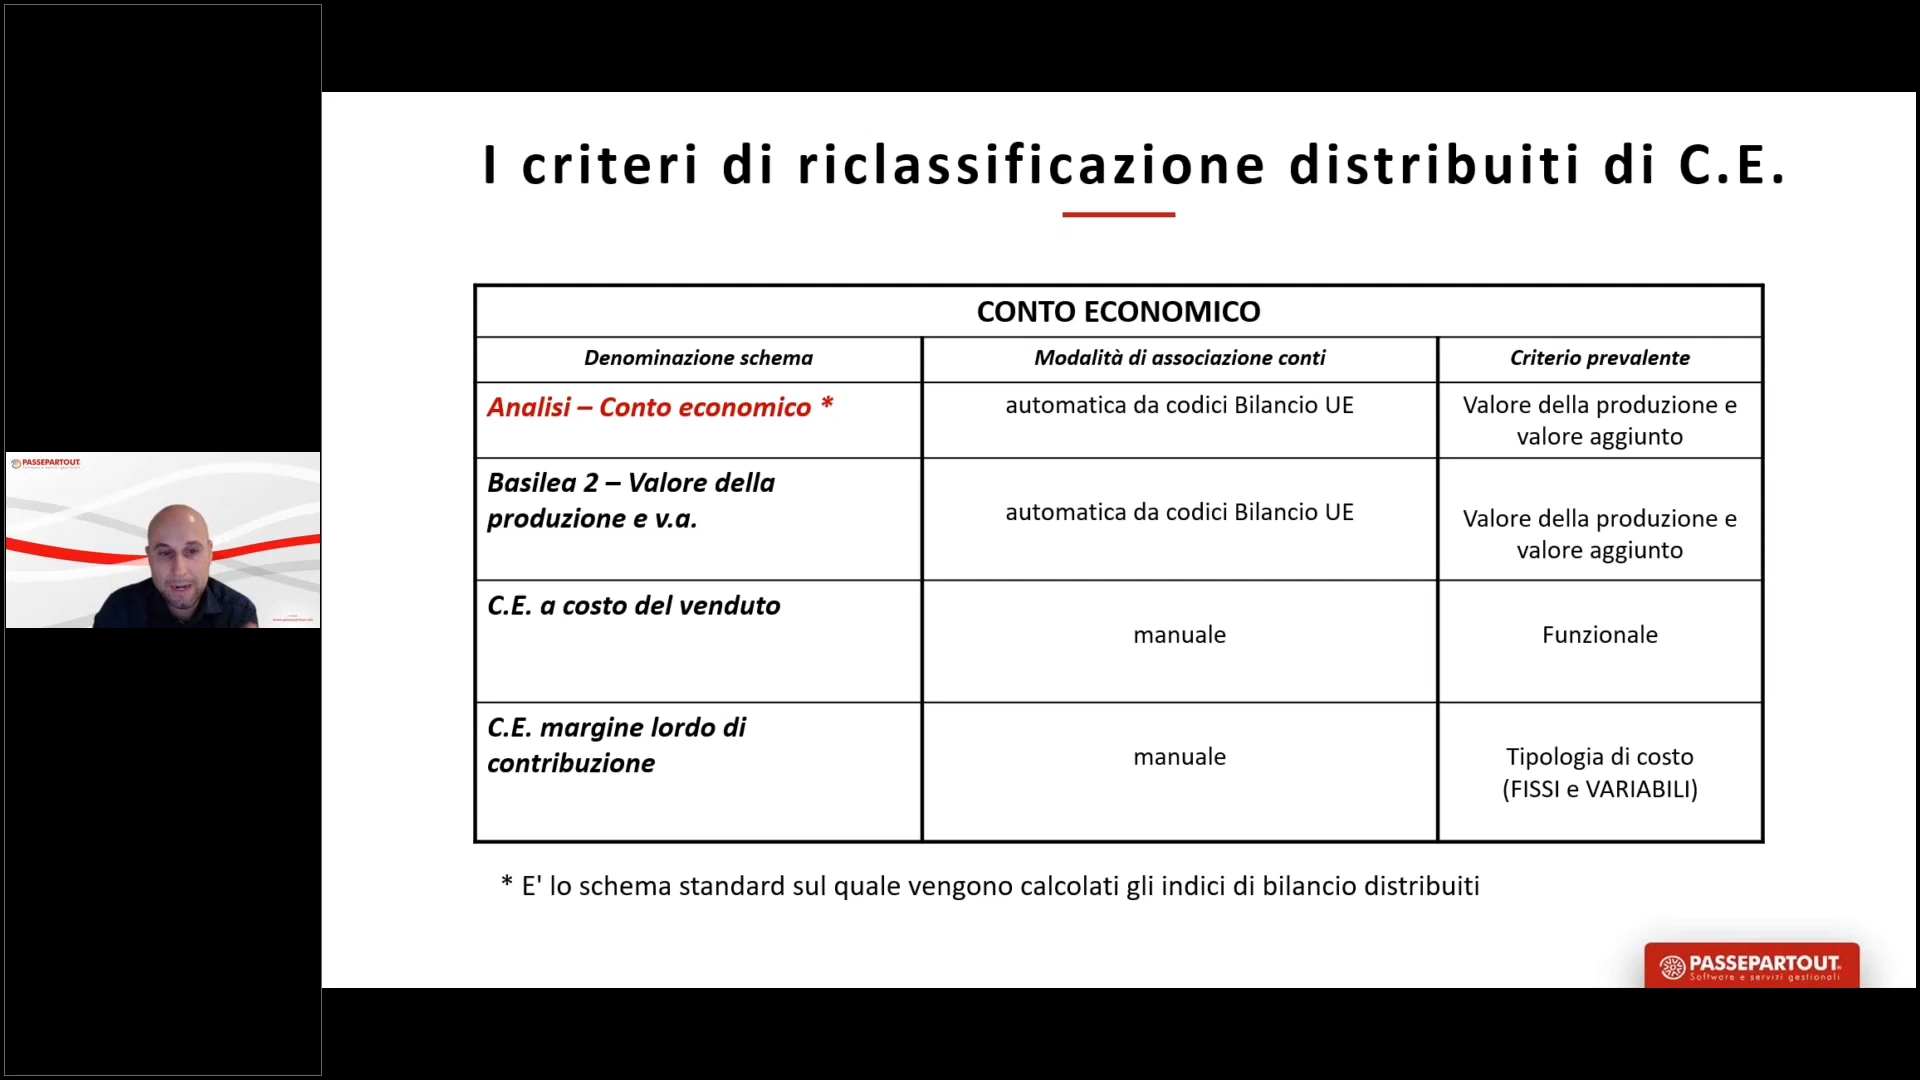 I criteri di riclassificazione distribuiti di C.E.
CONTO ECONOMICO
Denominazione schema
Modalità di associazione conti
Criterio prevalente
Analisi – Conto economico *
automatica da codici Bilancio UE
Valore della produzione e
valore aggiunto
Basilea 2 – Valore della
produzione e v.a.
automatica da codici Bilancio UE
Valore della produzione e
valore aggiunto
C.E. a costo del venduto
manuale
Funzionale
C.E. margine lordo di
contribuzione
manuale
Tipologia di costo
(FISSI e VARIABILI)
* E' lo schema standard sul quale vengono calcolati gli indici di bilancio distribuiti
PASSEPARTOUT
Software e servizi gestionali
PASSEPARTOUT